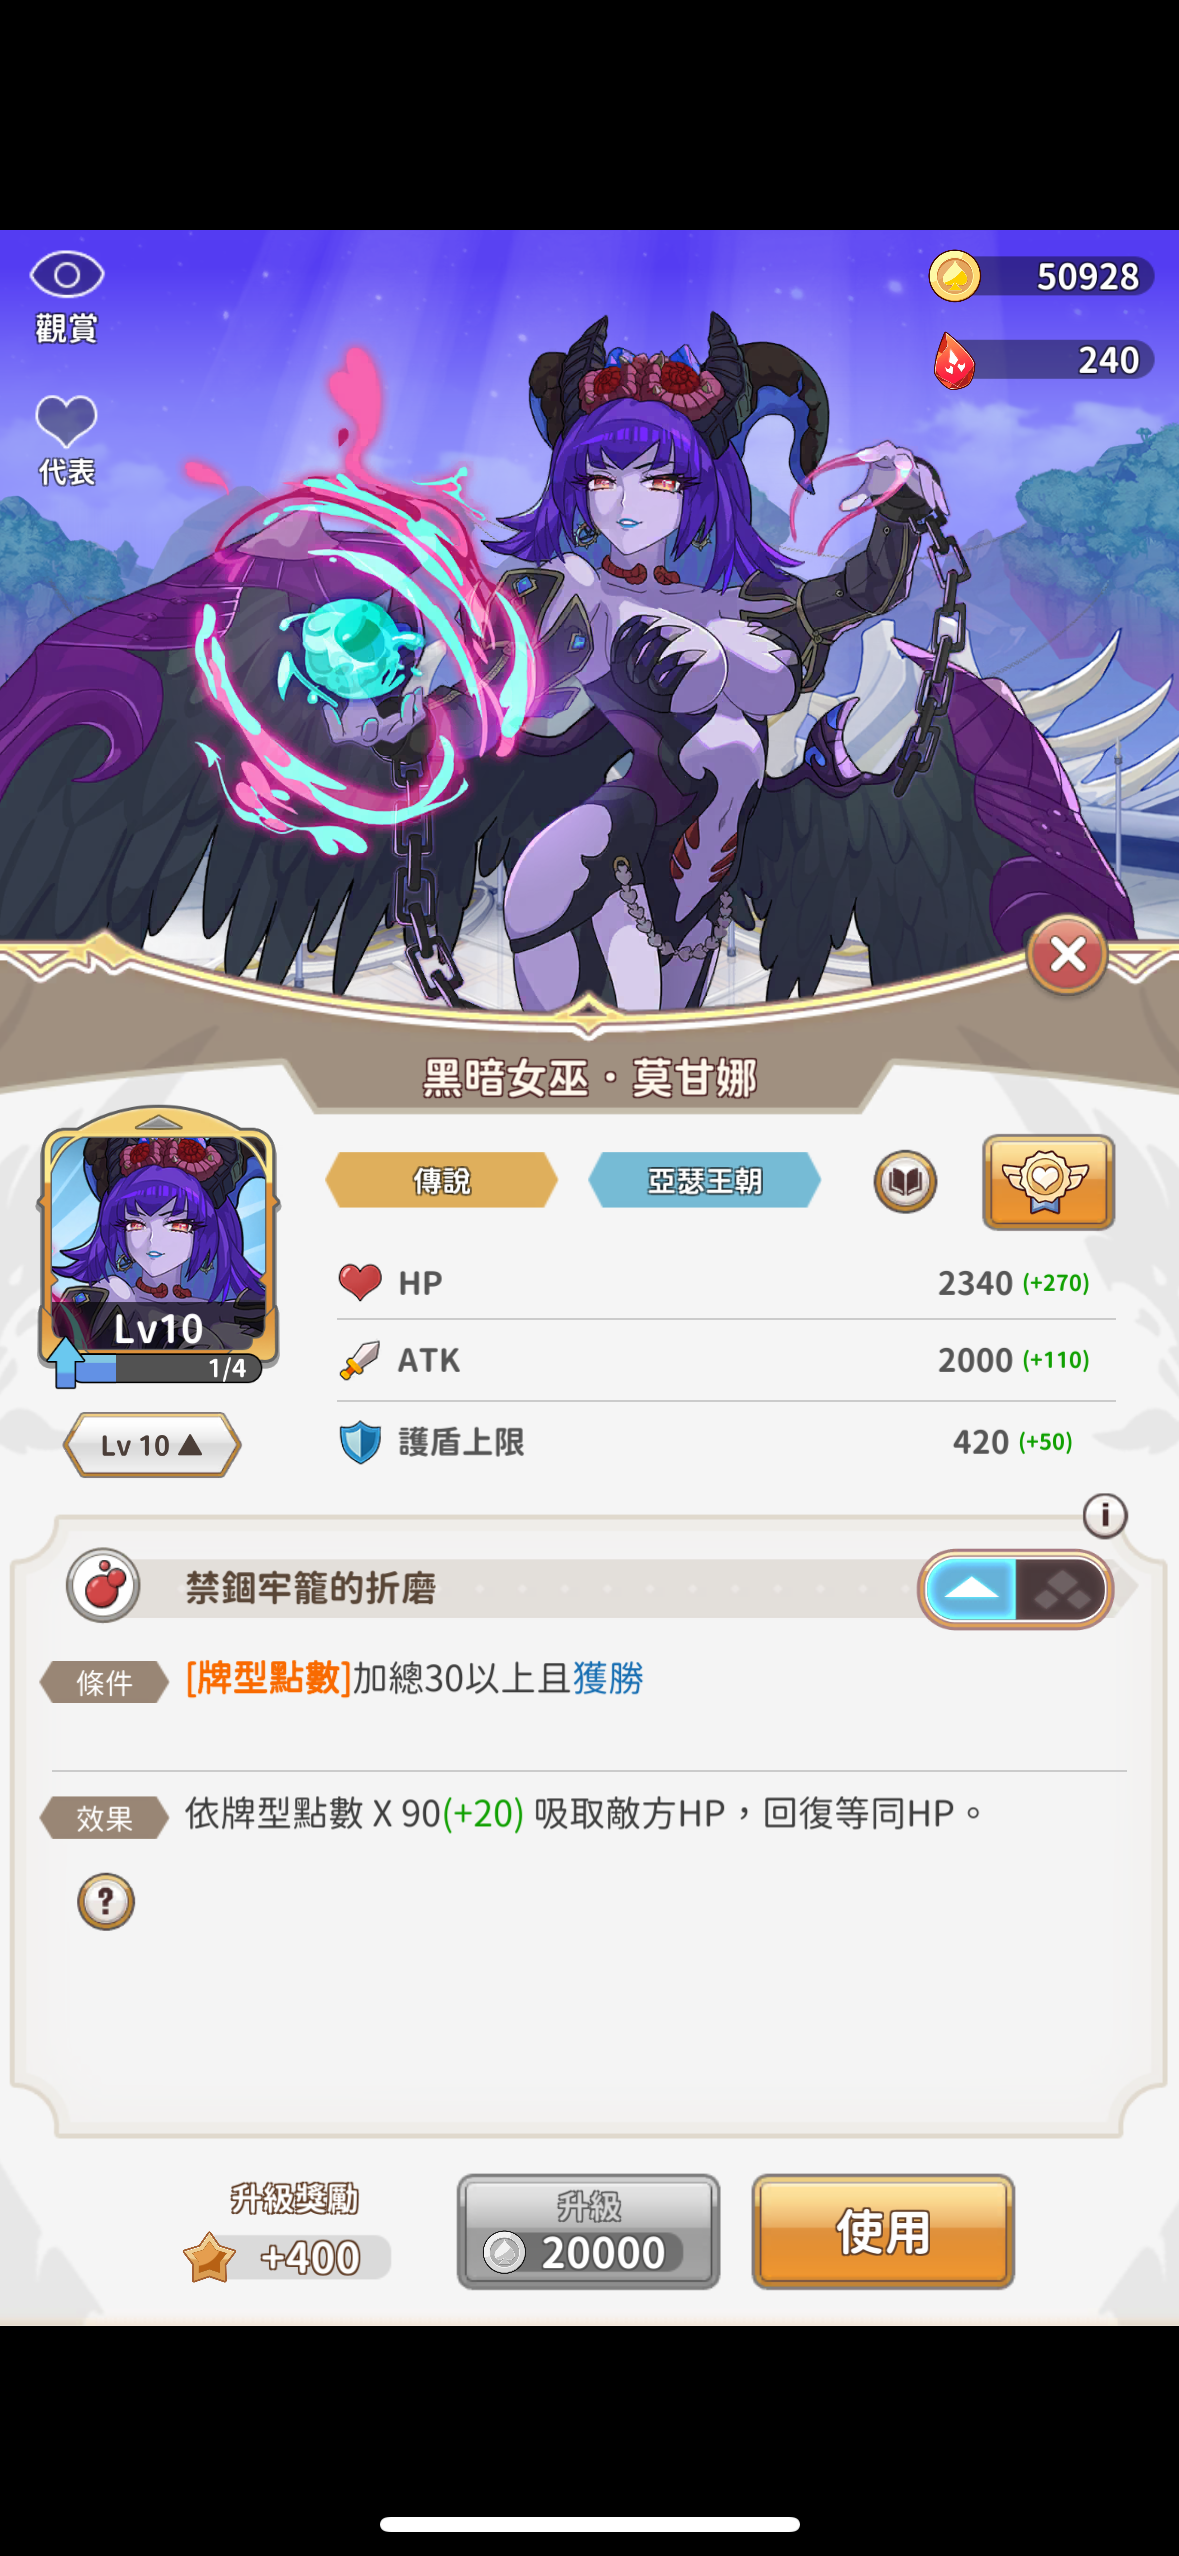 觀賞
50928
240
代表
黑暗女巫·莫甘娜
傳說
亞瑟王朝
HP
2340 (+270)
Lv10
1/4
ATK
2000 (+110)
Lv 10 ▲
護盾上限
420 (+50)
i
禁錮牢籠的折磨
條件
[牌型點數]加總30以上且獲勝
效果
依牌型點數 X 90(+20) 吸取敵方HP,回復等同HP。
?
升級獎勵
+400
升級
20000
使用